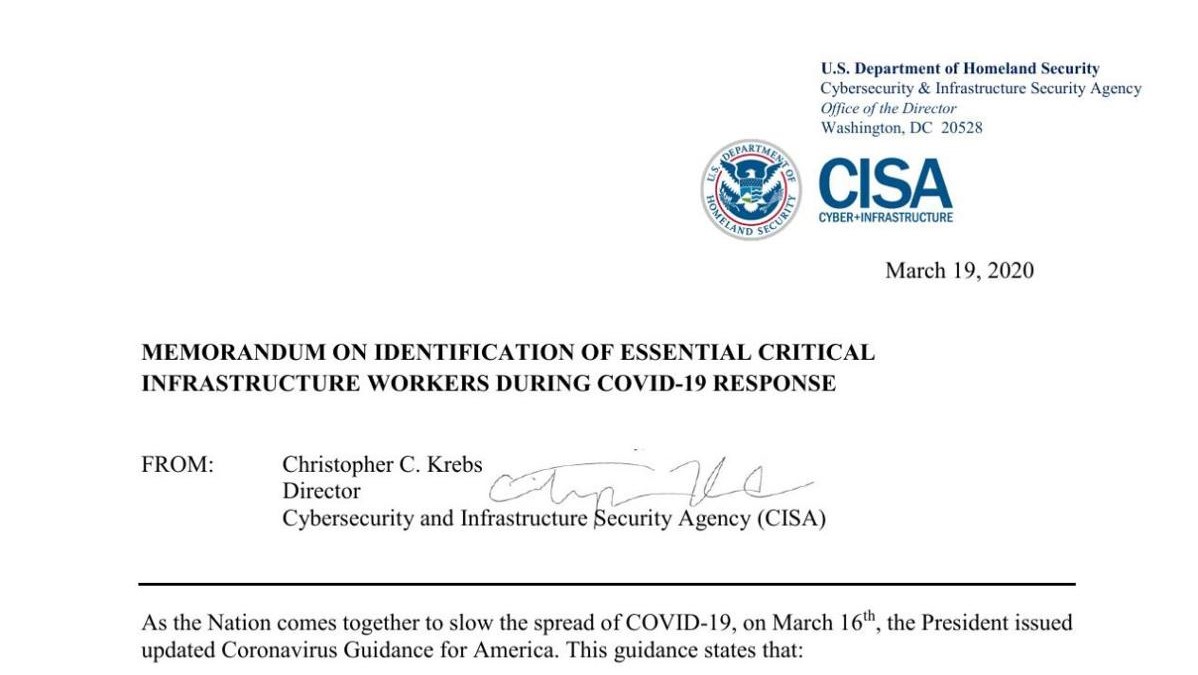 U.S. Department of Homeland Security
Cybersecurity & Infrastructure Security Agency
Office of the Director
Washington, DC 20528
U.S. DEPARTMENT OF HOMELAND SECURITY
CISA
CYBER+INFRASTRUCTURE
March 19, 2020
MEMORANDUM ON IDENTIFICATION OF ESSENTIAL CRITICAL
INFRASTRUCTURE WORKERS DURING COVID-19 RESPONSE
FROM: Christopher C. Krebs
Director
Cybersecurity and Infrastructure Security Agency (CISA)
As the Nation comes together to slow the spread of COVID-19, on March 16th, the President issued
updated Coronavirus Guidance for America. This guidance states that: